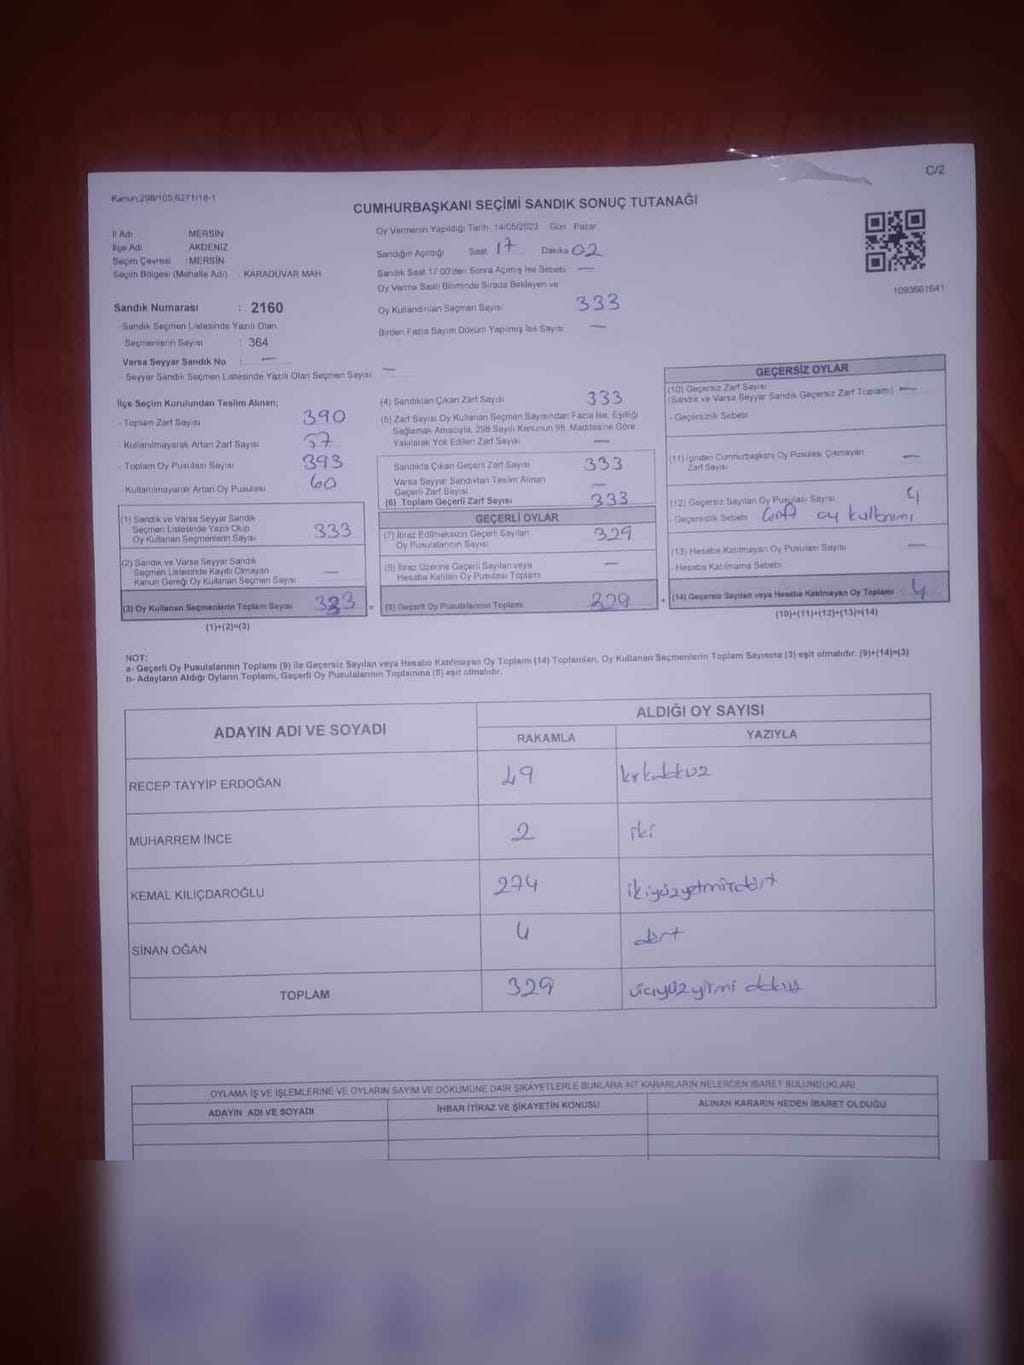 C/2
Kanun,298/105,6271/18-1
CUMHURBAŞKANI SEÇİMİ SANDIK SONUÇ TUTANAĞI
İl Adı MERSİN
İlçe Adı AKDENİZ
Seçim Çevresi : MERSİN
Seçim Bölgesi (Mahalle Adı) : KARADUVAR MAH
Sandık Numarası : 2160
- Sandık Seçmen Listesinde Yazılı Olan
Seçmenlerin Sayısı : 364
Varsa Seyyar Sandık No : —
- Seyyar Sandık Seçmen Listesinde Yazılı Olan Seçmen Sayısı —
Oy Vermenin Yapıldığı Tarih: 14/05/2023 Gün Pazar
Sandığın Açıldığı Saat 17 Dakika 02
Sandık Saat 17.00'den Sonra Açılmış İse Sebebi —
Oy Verme Saati Bitiminde Sırada Bekleyen ve
Oy Kullandırılan Seçmen Sayısı 333
Birden Fazla Sayım Döküm Yapılmış İse Sayısı —
1093681641
İlçe Seçim Kurulundan Teslim Alınan;
- Toplam Zarf Sayısı 390
- Kullanılmayarak Artan Zarf Sayısı 57
- Toplam Oy Pusulası Sayısı 393
- Kullanılmayarak Artan Oy Pusulası 60
(1) Sandık ve Varsa Seyyar Sandık
Seçmen Listesinde Yazılı Olup
Oy Kullanan Seçmenlerin Sayısı 333
(2) Sandık ve Varsa Seyyar Sandık
Seçmen Listesinde Kayıtlı Olmayan
Kanun Gereği Oy Kullanan Seçmen Sayısı —
(3) Oy Kullanan Seçmenlerin Toplam Sayısı 333
(1)+(2)=(3)
(4) Sandıktan Çıkan Zarf Sayısı 333
(5) Zarf Sayısı Oy Kullanan Seçmen Sayısından Fazla İse, Eşitliği
Sağlamak Amacıyla, 298 Sayılı Kanunun 98. Maddesine Göre
Yakılarak Yok Edilen Zarf Sayısı —
Sandıkta Çıkan Geçerli Zarf Sayısı 333
Varsa Seyyar Sandıktan Teslim Alınan
Geçerli Zarf Sayısı —
(6) Toplam Geçerli Zarf Sayısı 333
GEÇERLİ OYLAR
(7) İtiraz Edilmeksizin Geçerli Sayılan
Oy Pusulalarının Sayısı 329
(8) İtiraz Üzerine Geçerli Sayılan veya
Hesaba Katılan Oy Pusulası Toplamı —
(9) Geçerli Oy Pusulalarının Toplamı 329
GEÇERSİZ OYLAR
(10) Geçersiz Zarf Sayısı
(Sandık ve Varsa Seyyar Sandık Geçersiz Zarf Toplamı) —
- Geçersizlik Sebebi:
(11) İçinden Cumhurbaşkanı Oy Pusulası Çıkmayan
Zarf Sayısı —
(12) Geçersiz Sayılan Oy Pusulası Sayısı 4
- Geçersizlik Sebebi Çift oy kullanımı
(13) Hesaba Katılmayan Oy Pusulası Sayısı —
- Hesaba Katılmama Sebebi:
(14) Geçersiz Sayılan veya Hesaba Katılmayan Oy Toplamı 4
(10)+(11)+(12)+(13)=(14)
NOT:
a- Geçerli Oy Pusulalarının Toplamı (9) ile Geçersiz Sayılan veya Hesaba Katılmayan Oy Toplamı (14) Toplamları, Oy Kullanan Seçmenlerin Toplam Sayısına (3) eşit olmalıdır. (9)+(14)=(3)
b- Adayların Aldığı Oyların Toplamı, Geçerli Oy Pusulalarının Toplamına (9) eşit olmalıdır.
ADAYIN ADI VE SOYADI
ALDIĞI OY SAYISI
RAKAMLA YAZIYLA
RECEP TAYYİP ERDOĞAN 49 kırkdokuz
MUHARREM İNCE 2 iki
KEMAL KILIÇDAROĞLU 274 ikiyüzyetmişdört
SİNAN OĞAN 4 dört
TOPLAM 329 üçyüzyirmi dokuz
OYLAMA İŞ VE İŞLEMLERİNE VE OYLARIN SAYIM VE DÖKÜMÜNE DAİR ŞİKAYETLERLE BUNLARA AİT KARARLARIN NELERDEN İBARET BULUNDUKLARI
ADAYIN ADI VE SOYADI İHBAR İTİRAZ VE ŞİKAYETİN KONUSU ALINAN KARARIN NEDEN İBARET OLDUĞU